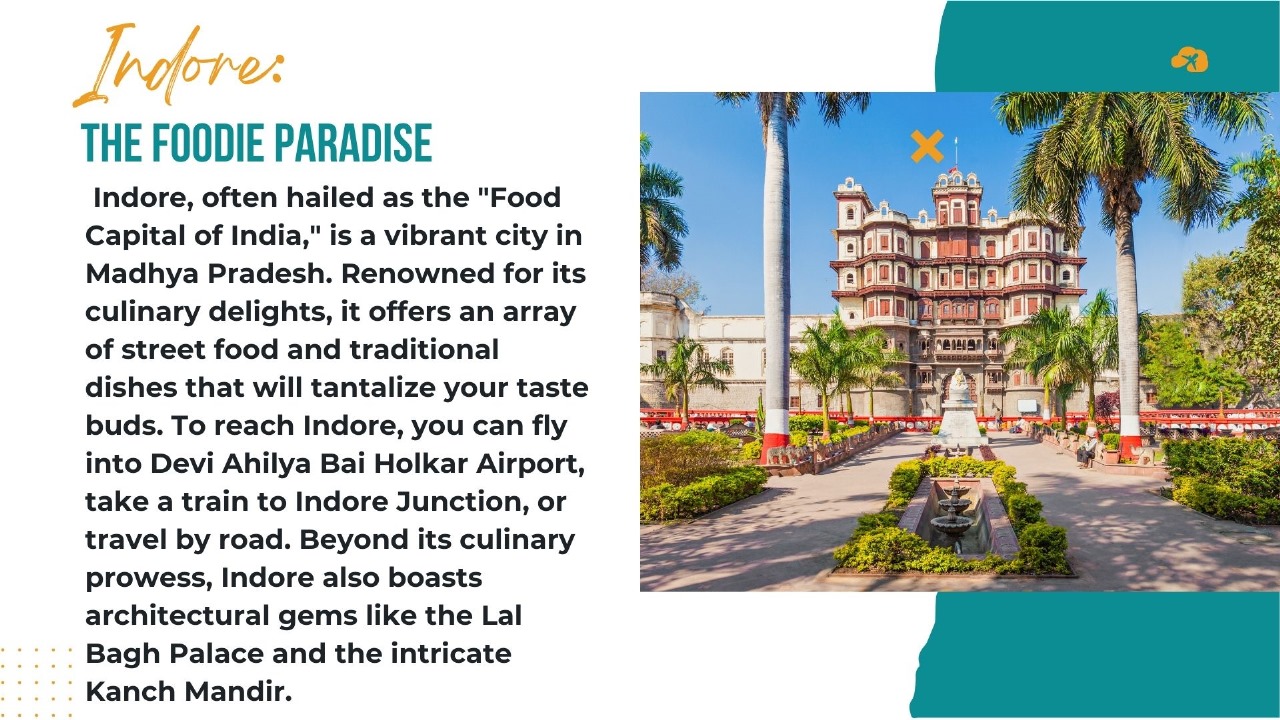 Indore:
THE FOODIE PARADISE
Indore, often hailed as the "Food
Capital of India," is a vibrant city in
Madhya Pradesh. Renowned for its
culinary delights, it offers an array
of street food and traditional
dishes that will tantalize your taste
buds. To reach Indore, you can fly
into Devi Ahilya Bai Holkar Airport,
take a train to Indore Junction, or
travel by road. Beyond its culinary
prowess, Indore also boasts
architectural gems like the Lal
Bagh Palace and the intricate
Kanch Mandir.